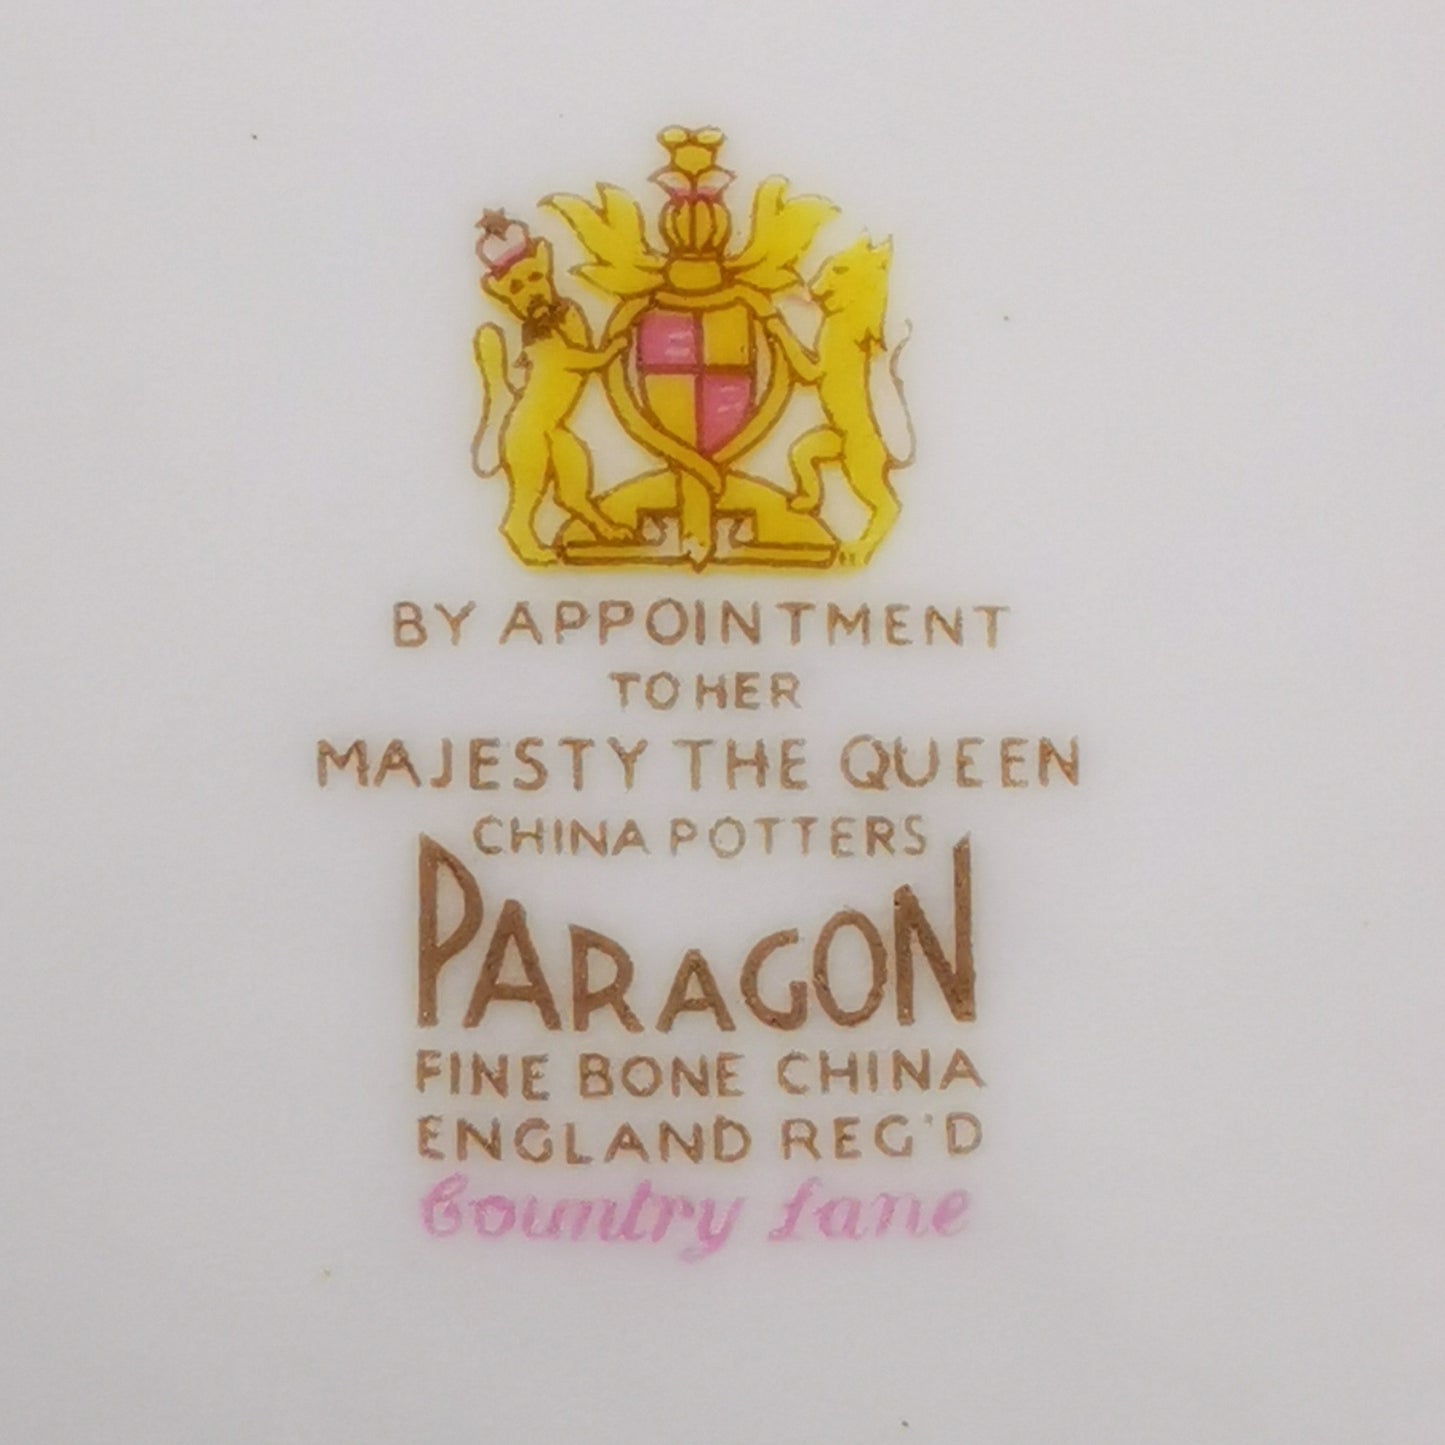 BY APPOINTMENT
TO HER
MAJESTY THE QUEEN
CHINA POTTERS
PARAGON
FINE BONE CHINA
ENGLAND REG'D
Country Lane